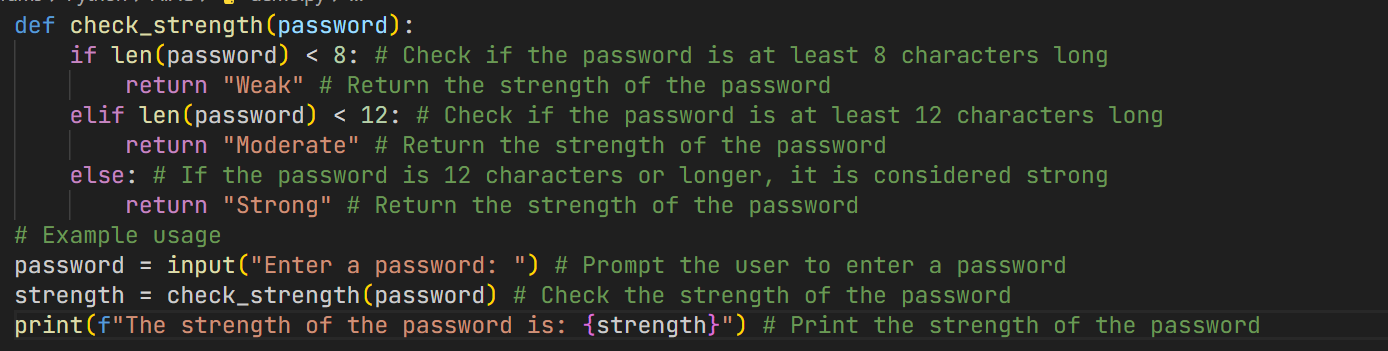 def check_strength(password):
    if len(password) < 8: # Check if the password is at least 8 characters long
        return "Weak" # Return the strength of the password
    elif len(password) < 12: # Check if the password is at least 12 characters long
        return "Moderate" # Return the strength of the password
    else: # If the password is 12 characters or longer, it is considered strong
        return "Strong" # Return the strength of the password
# Example usage
password = input("Enter a password: ") # Prompt the user to enter a password
strength = check_strength(password) # Check the strength of the password
print(f"The strength of the password is: {strength}") # Print the strength of the password